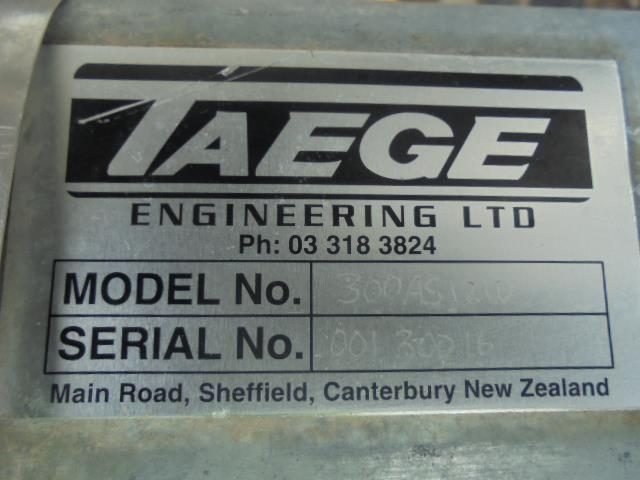 TAEGE
ENGINEERING LTD
Ph: 03 318 3824
MODEL No.
SERIAL No.
Main Road, Sheffield, Canterbury New Zealand